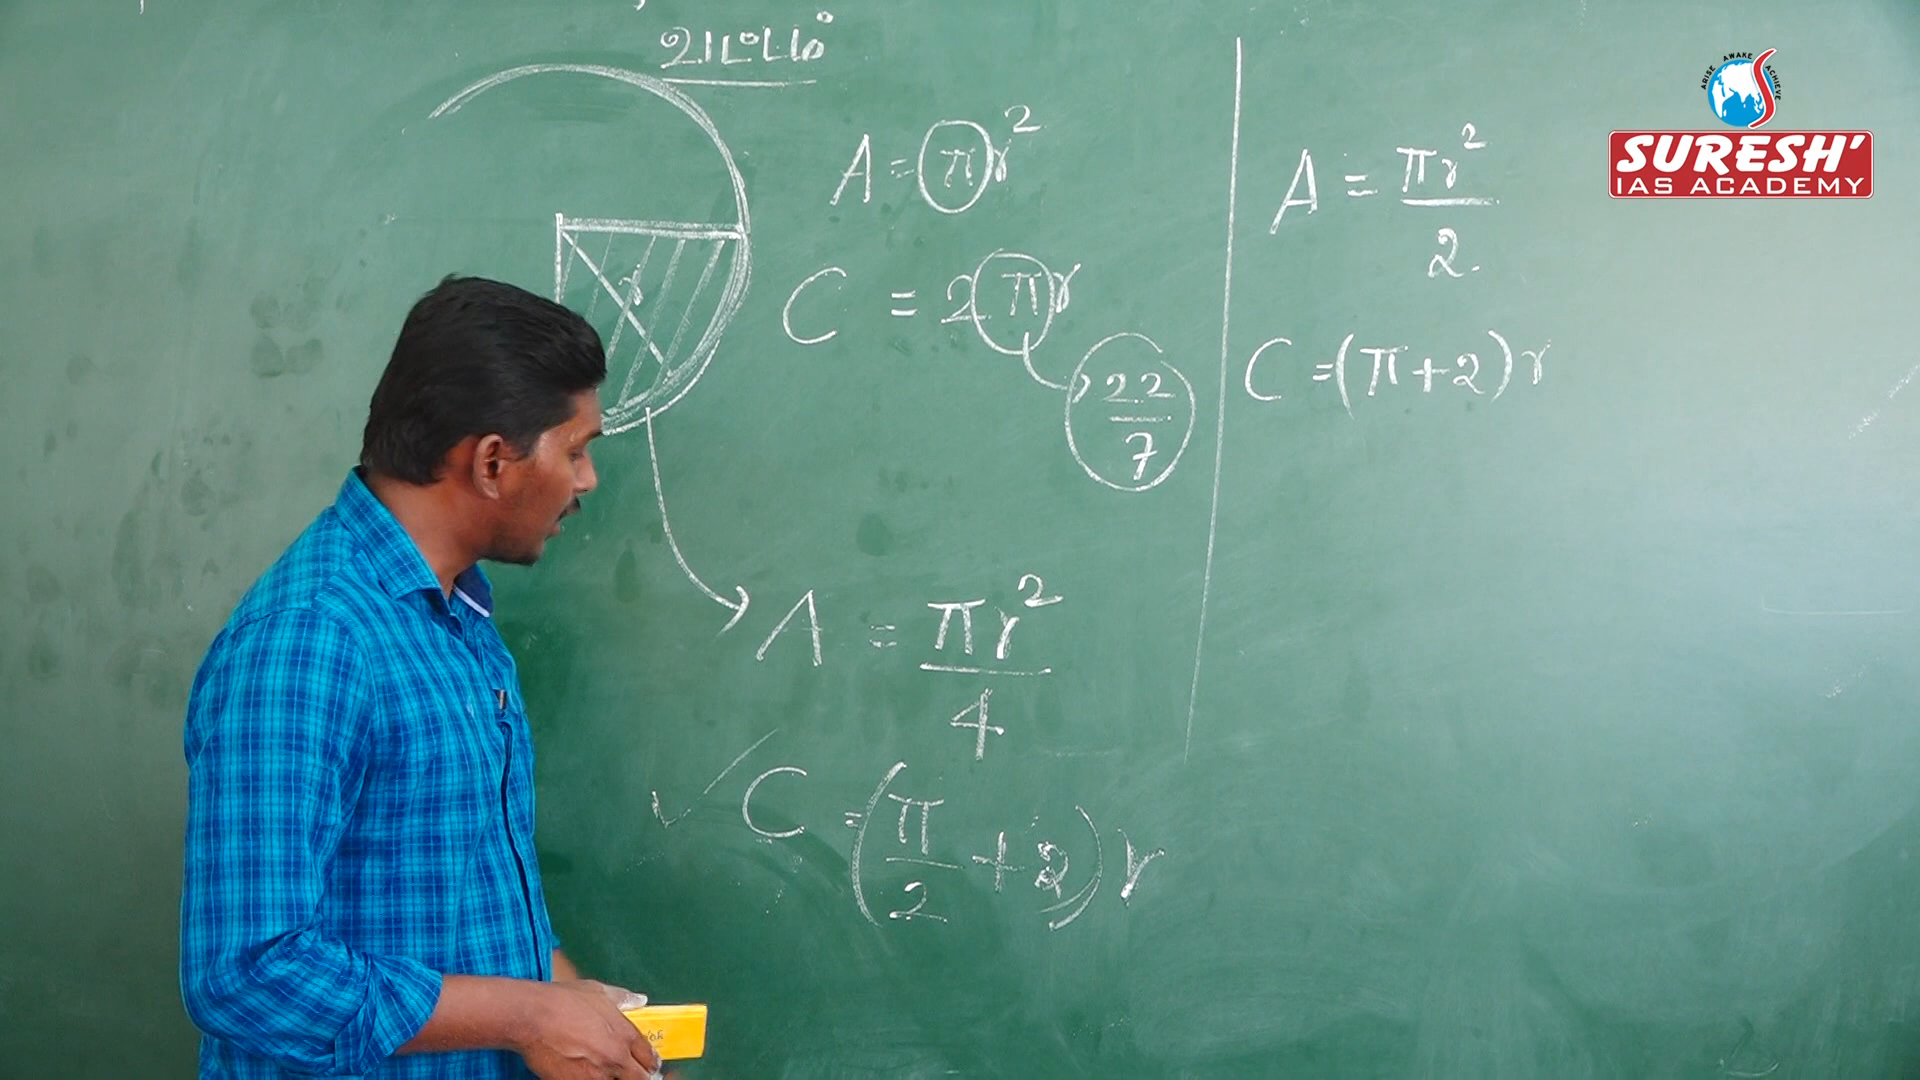 வட்டம்
A = πr²
C = 2πr
22/7
r
A = πr²/4
C = (π/2 + 2) r
A = πr²/2.
C = (π+2) r
ARISE AWAKE ACHIEVE
SURESH'
IAS ACADEMY